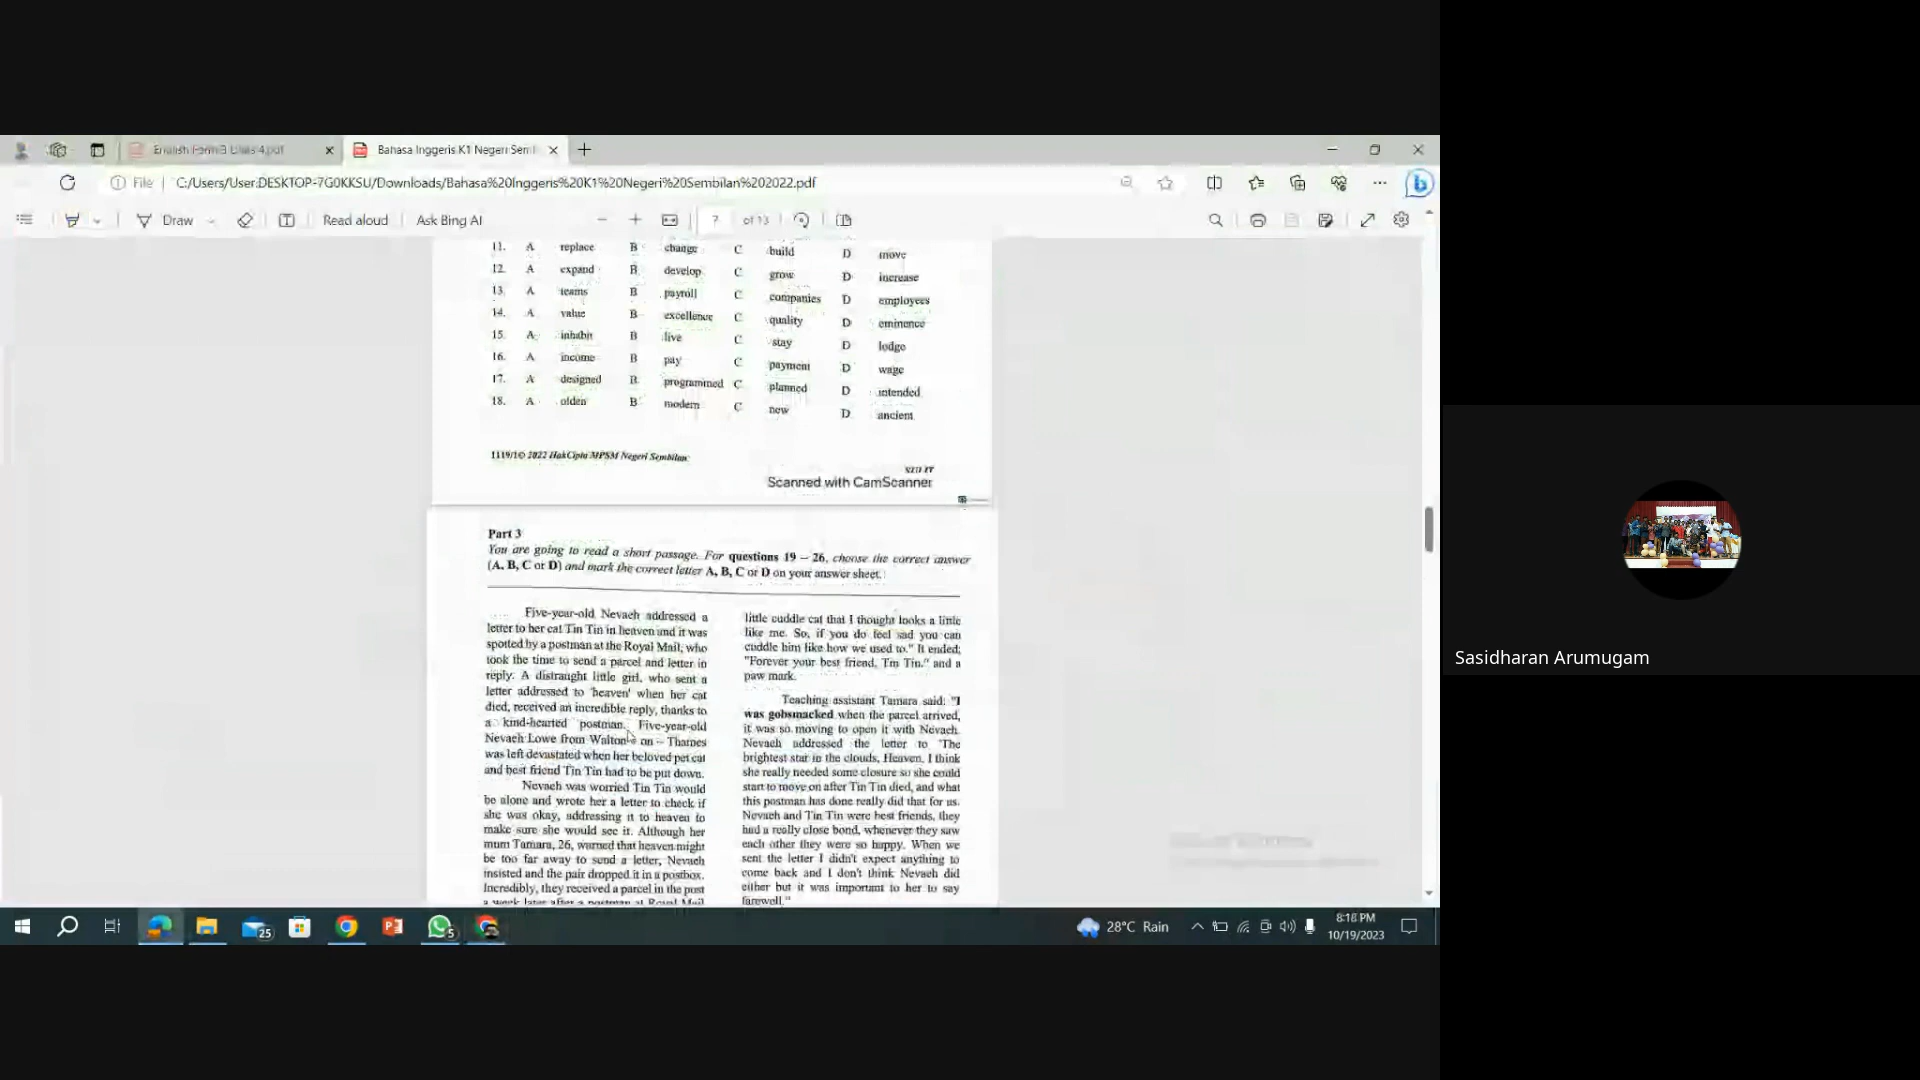 English Form 3 Units 4.pdf
Bahasa Inggeris K1 Negeri Sem
File
C:/Users/User.DESKTOP-7G0KKSU/Downloads/Bahasa%20Inggeris%20K1%20Negeri%20Sembilan%202022.pdf
Draw
Read aloud
Ask Bing AI
7 of 13
11. A replace B change C build D move
12. A expand B develop C grow D increase
13. A teams B payroll C companies D employees
14. A value B excellence C quality D eminence
15. A inhabit B live C stay D lodge
16. A income B pay C payment D wage
17. A designed B programmed C planned D intended
18. A olden B modern C new D ancient
1119/1© 2022 HakCipta MPSM Negeri Sembilan
Scanned with CamScanner
Part 3
You are going to read a short passage. For questions 19 – 26, choose the correct answer
(A, B, C or D) and mark the correct letter A, B, C or D on your answer sheet.
Five-year-old Nevaeh addressed a
letter to her cat Tin Tin in heaven and it was
spotted by a postman at the Royal Mail, who
took the time to send a parcel and letter in
reply. A distraught little girl, who sent a
letter addressed to 'heaven' when her cat
died, received an incredible reply, thanks to
a kind-hearted postman. Five-year-old
Nevaeh Lowe from Walton – on – Thames
was left devastated when her beloved pet cat
and best friend Tin Tin had to be put down.
Nevaeh was worried Tin Tin would
be alone and wrote her a letter to check if
she was okay, addressing it to heaven to
make sure she would see it. Although her
mum Tamara, 26, warned that heaven might
be too far away to send a letter, Nevaeh
insisted and the pair dropped it in a postbox.
Incredibly, they received a parcel in the post
a week later after a postman at Royal Mail
little cuddle cat that I thought looks a little
like me. So, if you do feel sad you can
cuddle him like how we used to." It ended;
"Forever your best friend, Tin Tin." and a
paw mark.
Teaching assistant Tamara said: "I
was gobsmacked when the parcel arrived,
it was so moving to open it with Nevaeh.
Nevaeh addressed the letter to 'The
brightest star in the clouds, Heaven. I think
she really needed some closure so she could
start to move on after Tin Tin died, and what
this postman has done really did that for us.
Nevaeh and Tin Tin were best friends, they
had a really close bond, whenever they saw
each other they were so happy. When we
sent the letter I didn't expect anything to
come back and I don't think Nevaeh did
either but it was important to her to say
farewell."
Sasidharan Arumugam
25
5
28°C Rain
8:18 PM
10/19/2023